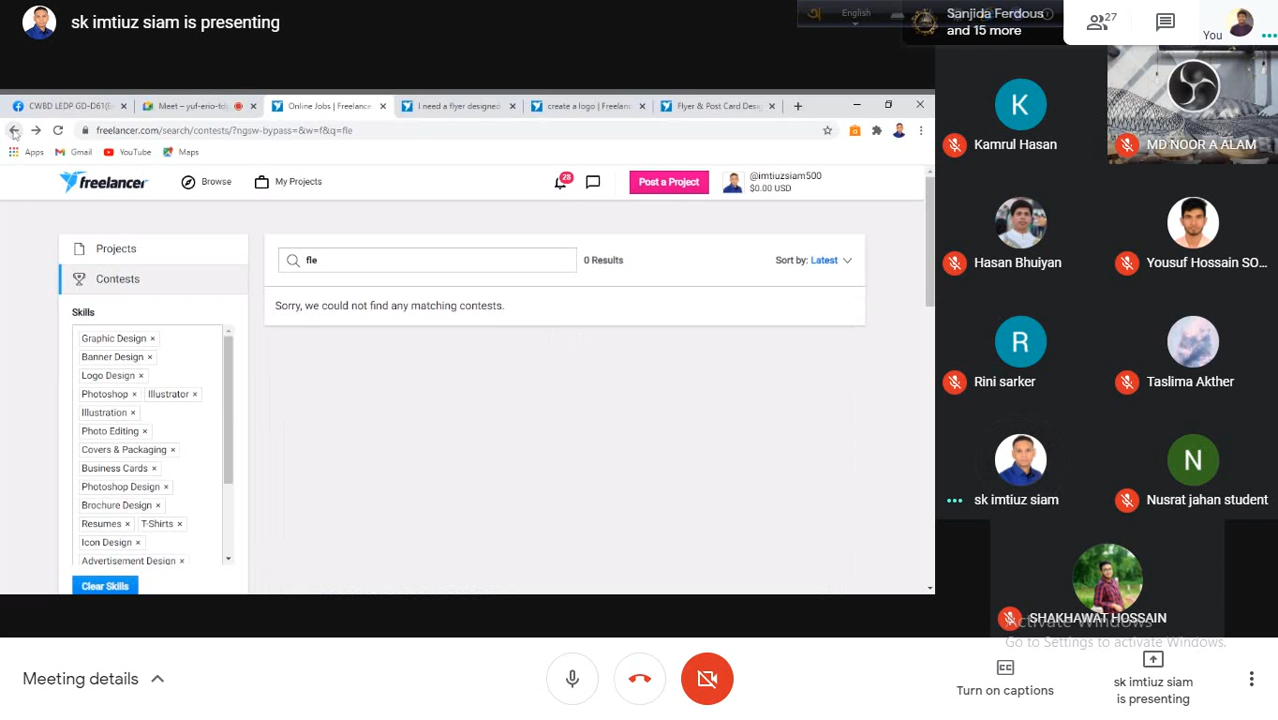 sk imtiuz siam is presenting
English
Sanjida Ferdous
and 15 more
27
You
CWBD LEDP GD-D61(E
Meet – yuf-erio-td
Online Jobs | Freelance
I need a flyer designed
create a logo | Freelanc
Flyer & Post Card Desig
freelancer.com/search/contests/?ngsw-bypass=&w=f&q=fle
Apps
Gmail
YouTube
Maps
freelancer
Browse
My Projects
28
Post a Project
@imtiuzsiam500
$0.00 USD
Projects
Contests
fle
0 Results
Sort by: Latest
Sorry, we could not find any matching contests.
Skills
Graphic Design ×
Banner Design ×
Logo Design ×
Photoshop × Illustrator ×
Illustration ×
Photo Editing ×
Covers & Packaging ×
Business Cards ×
Photoshop Design ×
Brochure Design ×
Resumes × T-Shirts ×
Icon Design ×
Advertisement Design ×
Clear Skills
K
Kamrul Hasan
MD NOOR A ALAM
Hasan Bhuiyan
Yousuf Hossain SO...
R
Rini sarker
Taslima Akther
sk imtiuz siam
N
Nusrat jahan student
SHAKHAWAT HOSSAIN
Activate Windows
Go to Settings to activate Windows.
Meeting details
CC
Turn on captions
sk imtiuz siam
is presenting